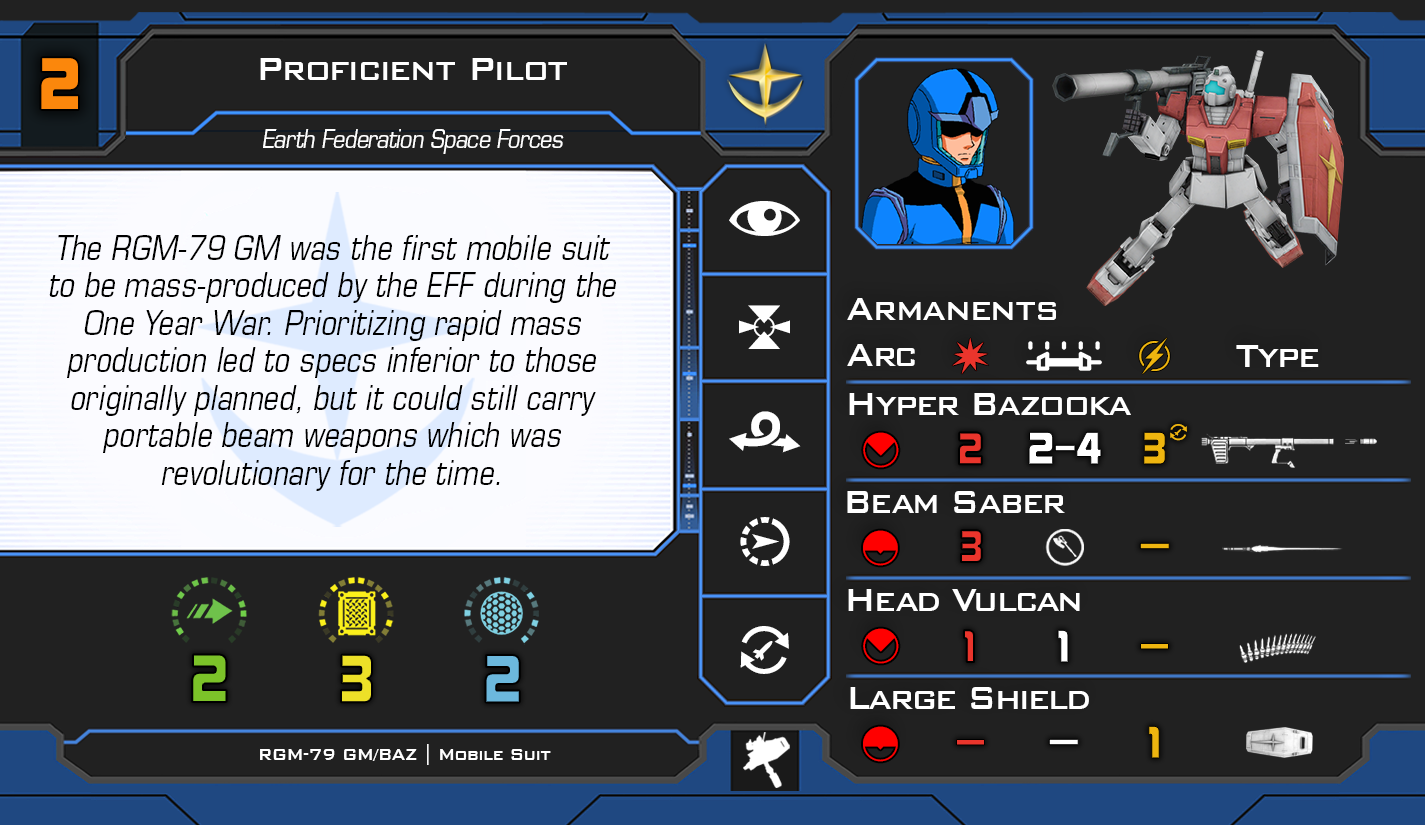 2
Proficient Pilot
Earth Federation Space Forces
The RGM-79 GM was the first mobile suit
to be mass-produced by the EFF during the
One Year War. Prioritizing rapid mass
production led to specs inferior to those
originally planned, but it could still carry
portable beam weapons which was
revolutionary for the time.
2 3 2
RGM-79 GM/BAZ | Mobile Suit
Armanents
Arc Type
Hyper Bazooka
2 2–4 3
Beam Saber
3 –
Head Vulcan
1 1 –
Large Shield
– – 1